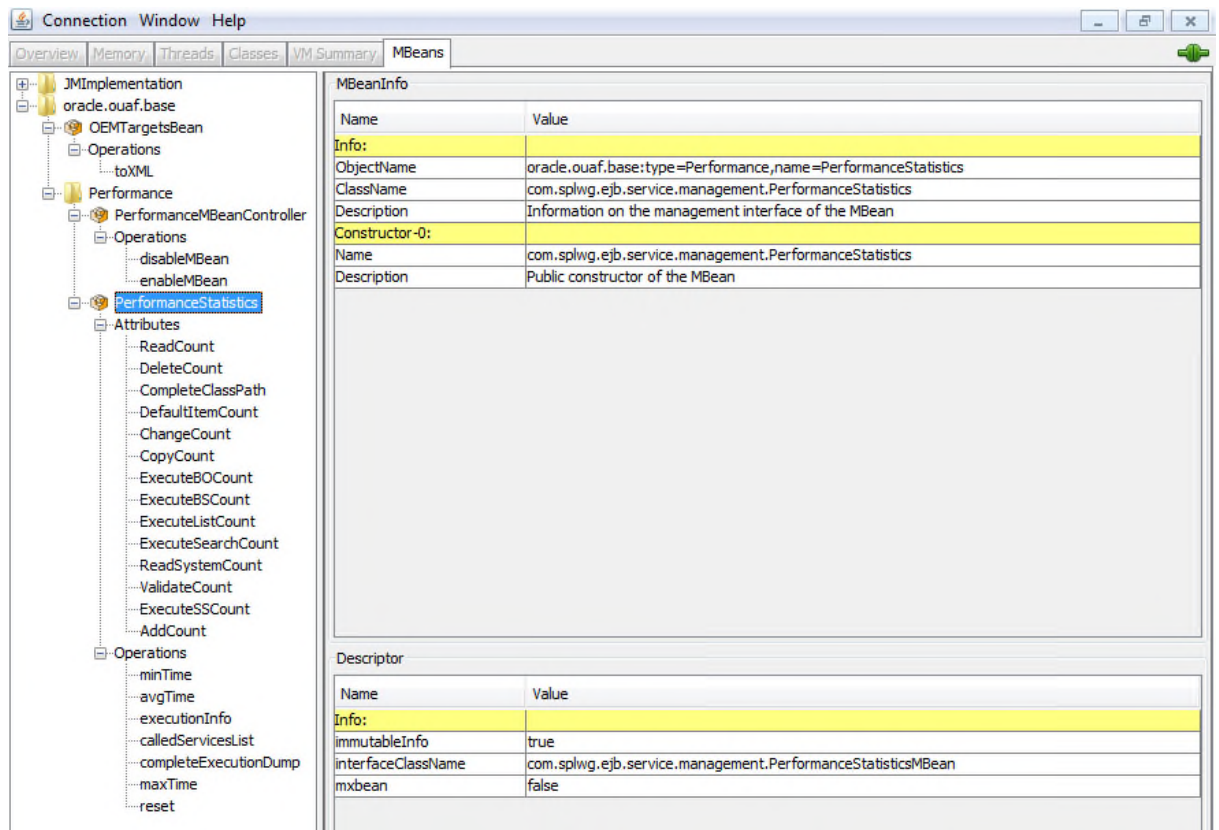 Connection Window Help
Overview Memory Threads Classes VM Summary MBeans
JMImplementation
oracle.ouaf.base
OEMTargetsBean
Operations
toXML
Performance
PerformanceMBeanController
Operations
disableMBean
enableMBean
PerformanceStatistics
Attributes
ReadCount
DeleteCount
CompleteClassPath
DefaultItemCount
ChangeCount
CopyCount
ExecuteBOCount
ExecuteBSCount
ExecuteListCount
ExecuteSearchCount
ReadSystemCount
ValidateCount
ExecuteSSCount
AddCount
Operations
minTime
avgTime
executionInfo
calledServicesList
completeExecutionDump
maxTime
reset
MBeanInfo
Name Value
Info:
ObjectName oracle.ouaf.base:type=Performance,name=PerformanceStatistics
ClassName com.splwg.ejb.service.management.PerformanceStatistics
Description Information on the management interface of the MBean
Constructor-0:
Name com.splwg.ejb.service.management.PerformanceStatistics
Description Public constructor of the MBean
Descriptor
Name Value
Info:
immutableInfo true
interfaceClassName com.splwg.ejb.service.management.PerformanceStatisticsMBean
mxbean false